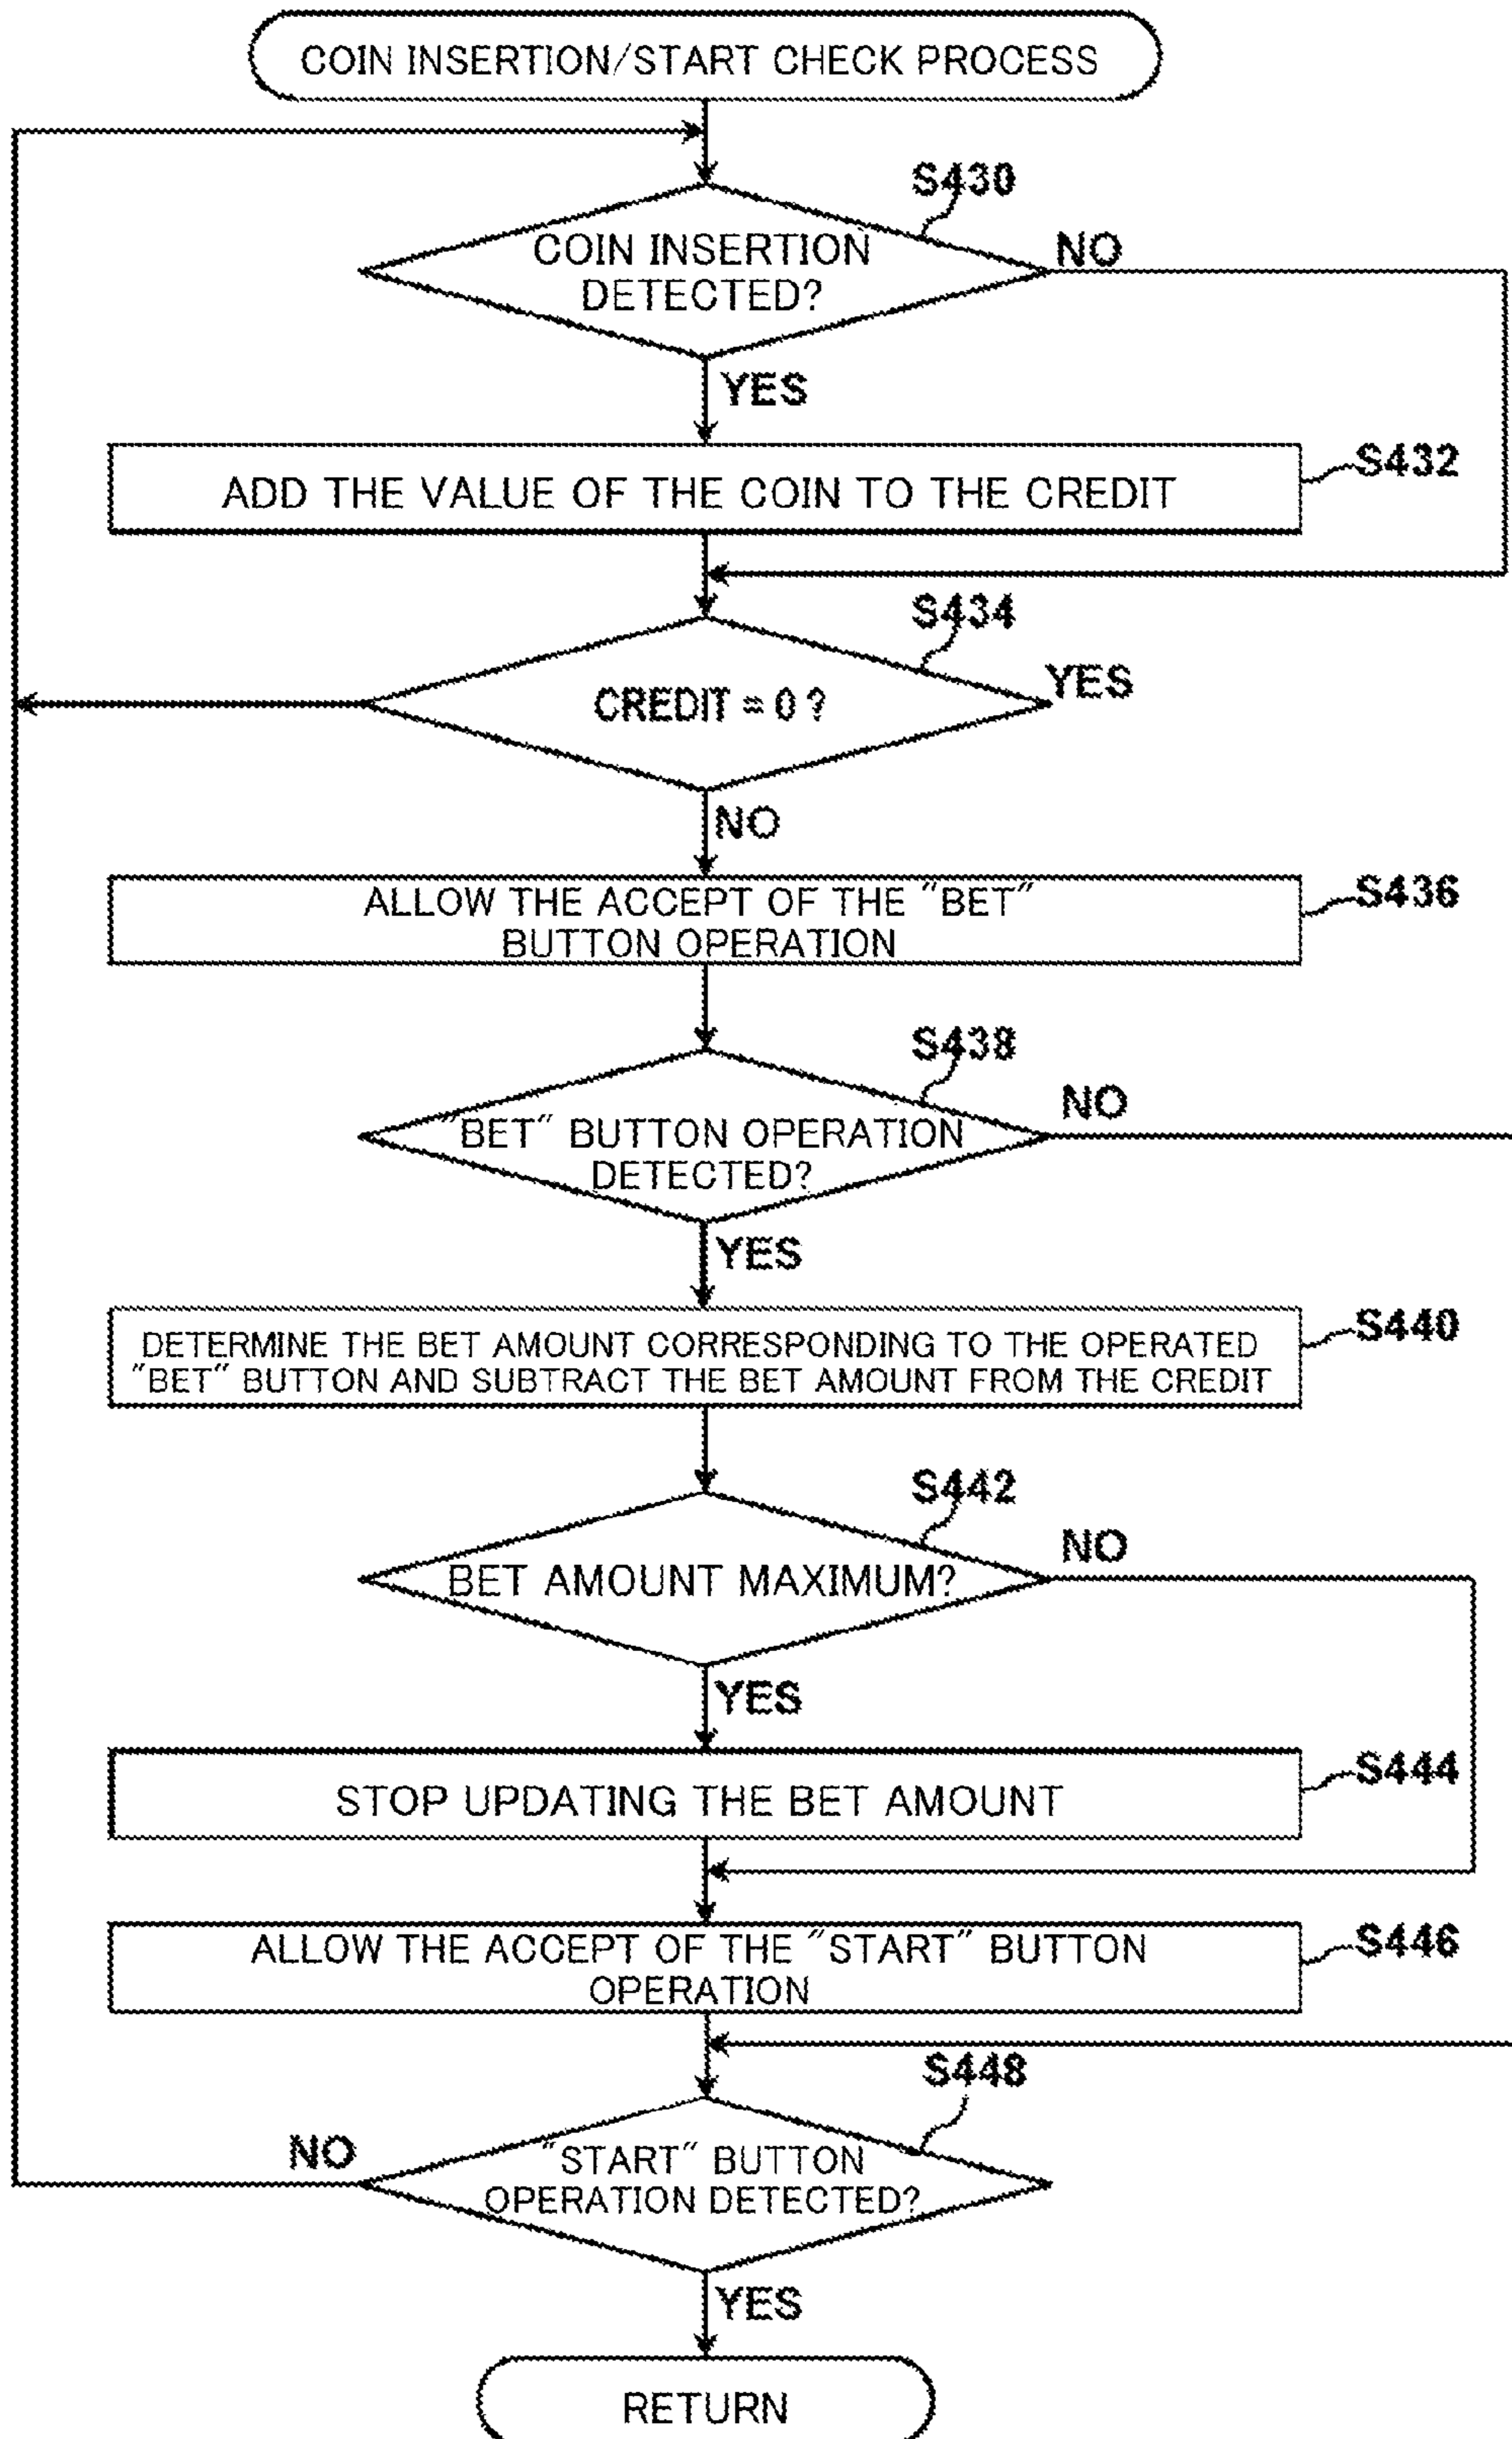 COIN INSERTION/START CHECK PROCESS
S430
COIN INSERTION
DETECTED?
NO
YES
ADD THE VALUE OF THE COIN TO THE CREDIT
S432
S434
CREDIT = 0 ?
YES
NO
ALLOW THE ACCEPT OF THE "BET"
BUTTON OPERATION
S436
S438
"BET" BUTTON OPERATION
DETECTED?
NO
YES
DETERMINE THE BET AMOUNT CORRESPONDING TO THE OPERATED
"BET" BUTTON AND SUBTRACT THE BET AMOUNT FROM THE CREDIT
S440
S442
BET AMOUNT MAXIMUM?
NO
YES
STOP UPDATING THE BET AMOUNT
S444
ALLOW THE ACCEPT OF THE "START" BUTTON
OPERATION
S446
S448
NO
"START" BUTTON
OPERATION DETECTED?
YES
RETURN